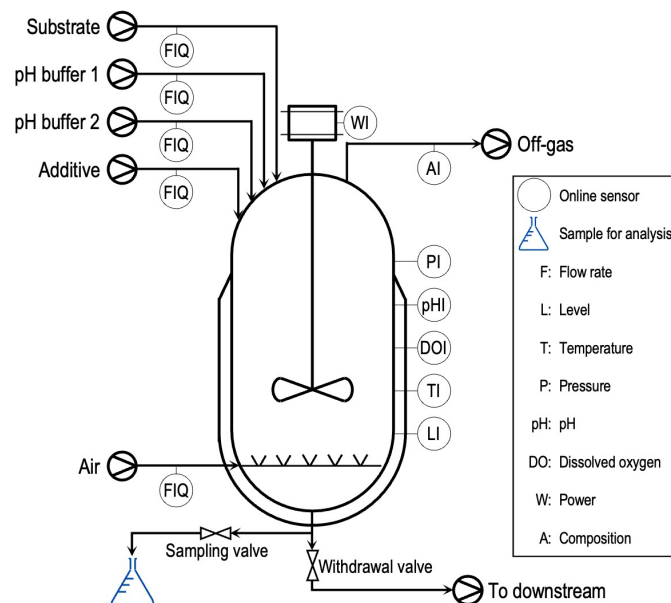 Substrate
FIQ
pH buffer 1
FIQ
pH buffer 2
FIQ
Additive
FIQ
WI
Off-gas
AI
PI
pHI
DOI
TI
LI
Air
FIQ
Sampling valve
Withdrawal valve
To downstream
Online sensor
Sample for analysis
F: Flow rate
L: Level
T: Temperature
P: Pressure
pH: pH
DO: Dissolved oxygen
W: Power
A: Composition